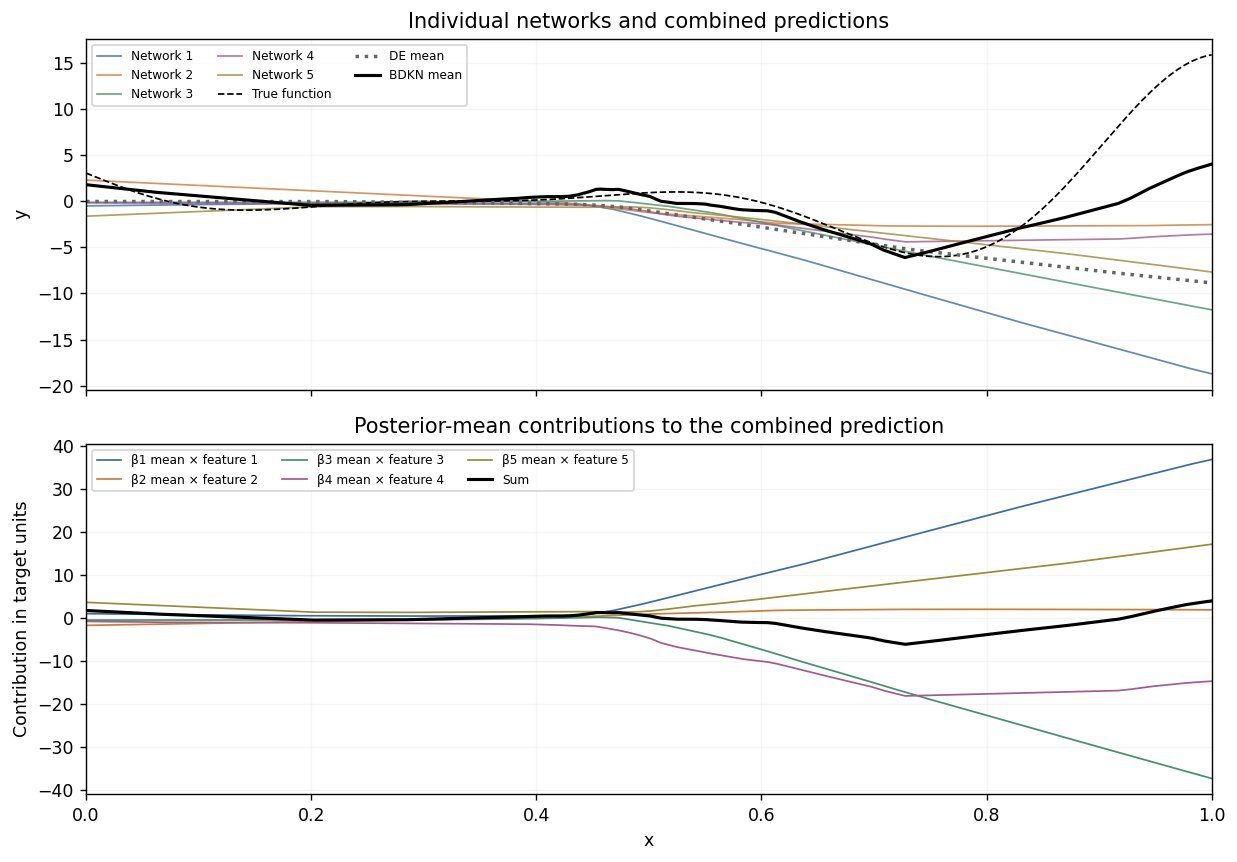 Individual networks and combined predictions
Network 1
Network 2
Network 3
Network 4
Network 5
True function
DE mean
BDKN mean
15
10
5
0
−5
−10
−15
−20
y
Posterior-mean contributions to the combined prediction
β1 mean × feature 1
β2 mean × feature 2
β3 mean × feature 3
β4 mean × feature 4
β5 mean × feature 5
Sum
40
30
20
10
0
−10
−20
−30
−40
Contribution in target units
0.0 0.2 0.4 0.6 0.8 1.0
x